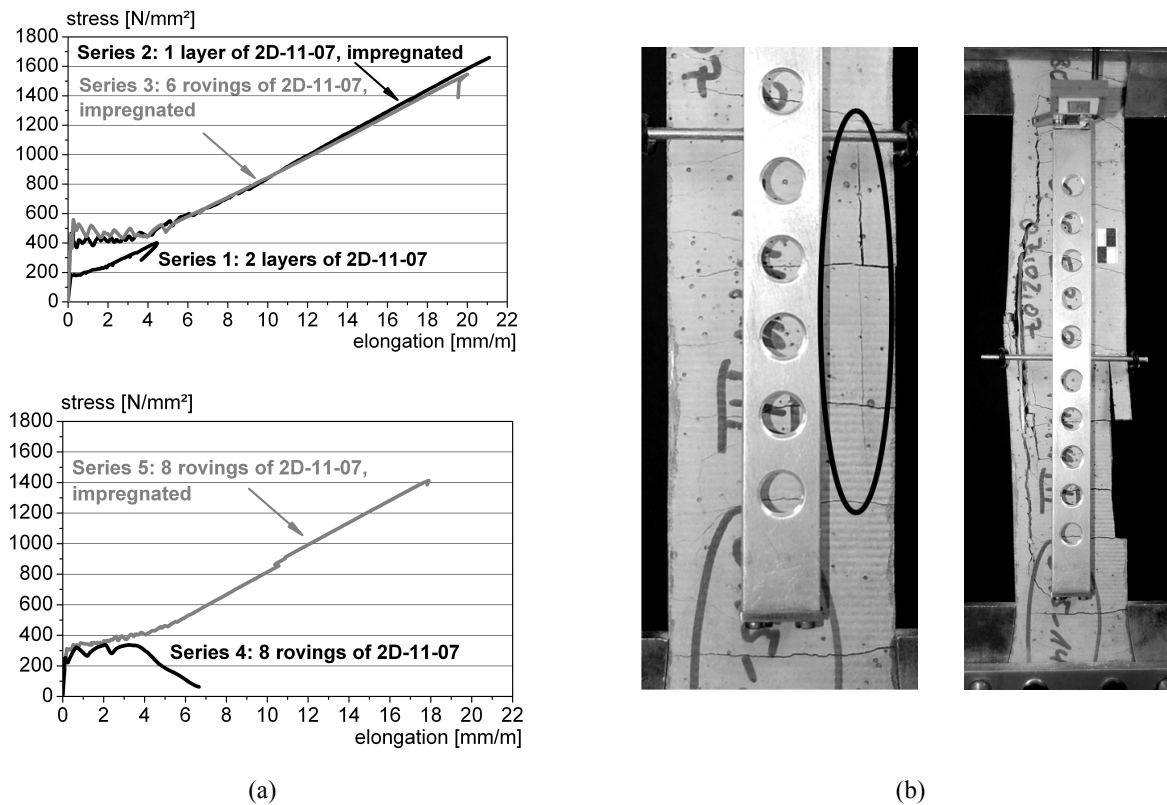 stress [N/mm²]
1800
1600
1400
1200
1000
800
600
400
200
0
Series 2: 1 layer of 2D-11-07, impregnated
Series 3: 6 rovings of 2D-11-07,
impregnated
Series 1: 2 layers of 2D-11-07
0 2 4 6 8 10 12 14 16 18 20 22
elongation [mm/m]
stress [N/mm²]
1800
1600
1400
1200
1000
800
600
400
200
0
Series 5: 8 rovings of 2D-11-07,
impregnated
Series 4: 8 rovings of 2D-11-07
0 2 4 6 8 10 12 14 16 18 20 22
elongation [mm/m]
(a)
III
07102107
III
5-14
(b)